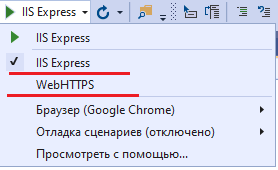 IIS Express
IIS Express
IIS Express
WebHTTPS
Браузер (Google Chrome)
Отладка сценариев (отключено)
Просмотреть с помощью...